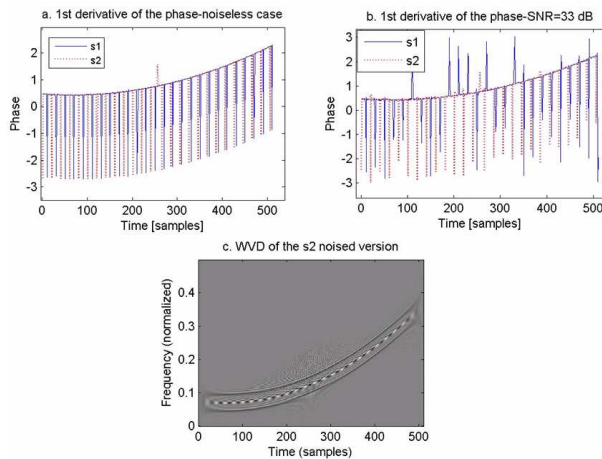 a. 1st derivative of the phase-noiseless case
s1
s2
2
1
0
1
-2
-3
Phase
0 100 200 300 400 500
Time [samples]
b. 1st derivative of the phase-SNR=33 dB
s1
s2
3
2
1
0
1
-2
-3
Phase
0 100 200 300 400 500
Time [samples]
c. WVD of the s2 noised version
0.4
0.3
0.2
0.1
0
Frequency (normalized)
0 100 200 300 400 500
Time (samples)